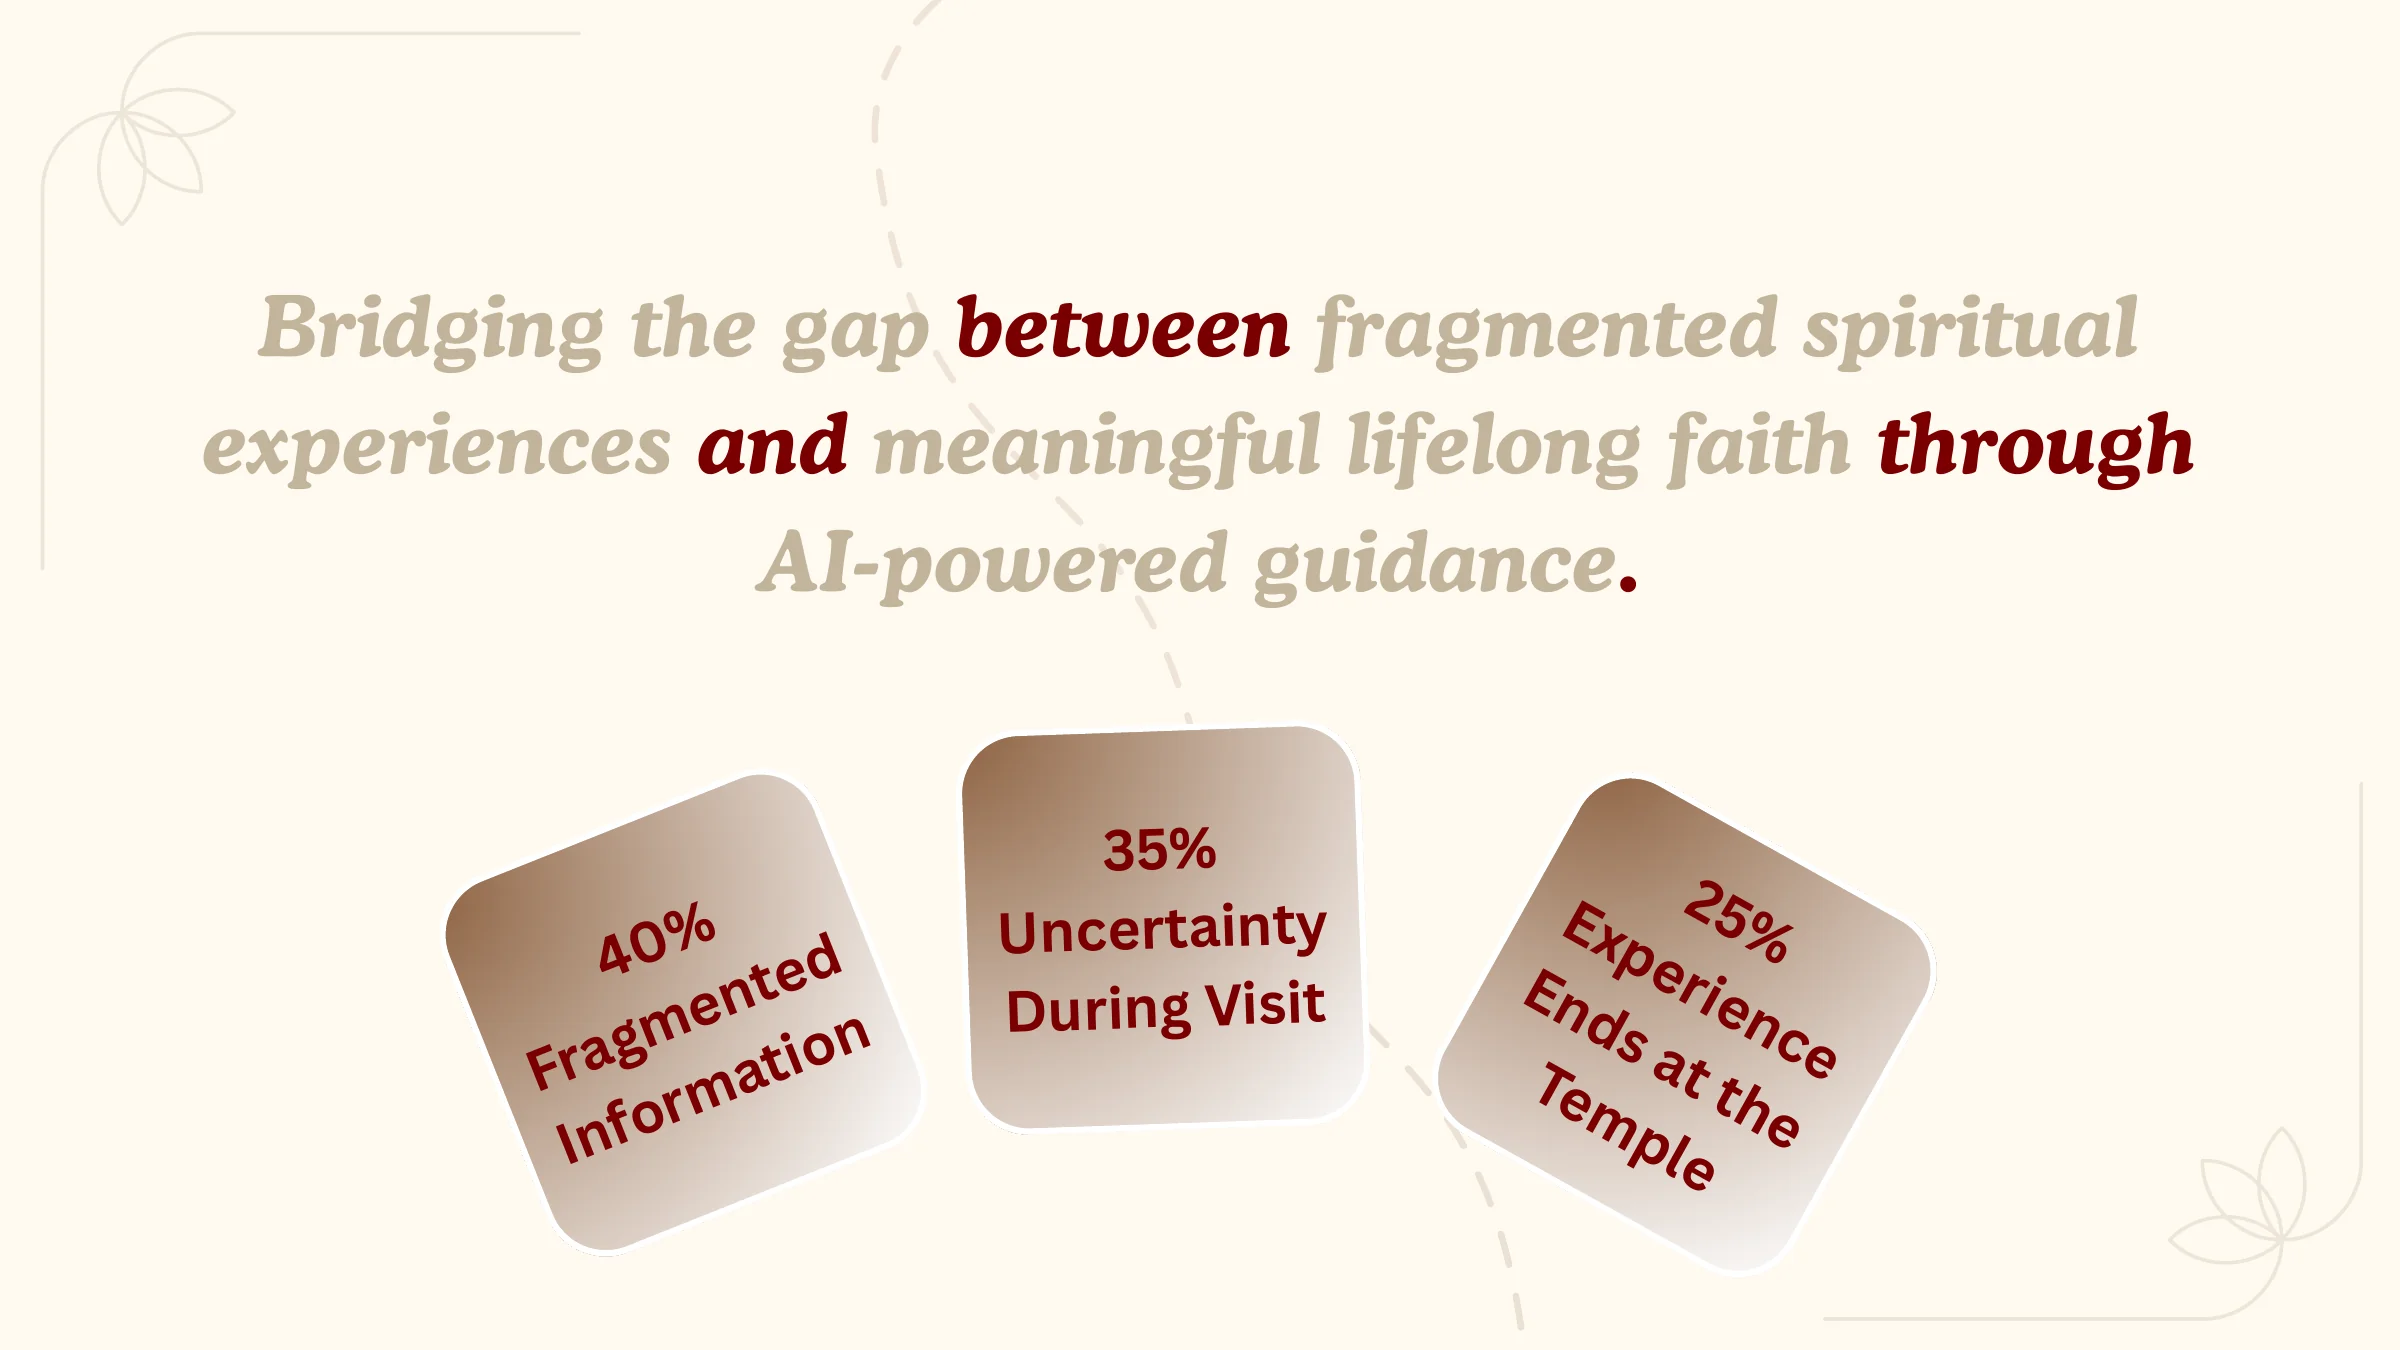 Bridging the gap between fragmented spiritual
experiences and meaningful lifelong faith through
AI-powered guidance.
40%
Fragmented
Information
35%
Uncertainty
During Visit
25%
Experience
Ends at the
Temple